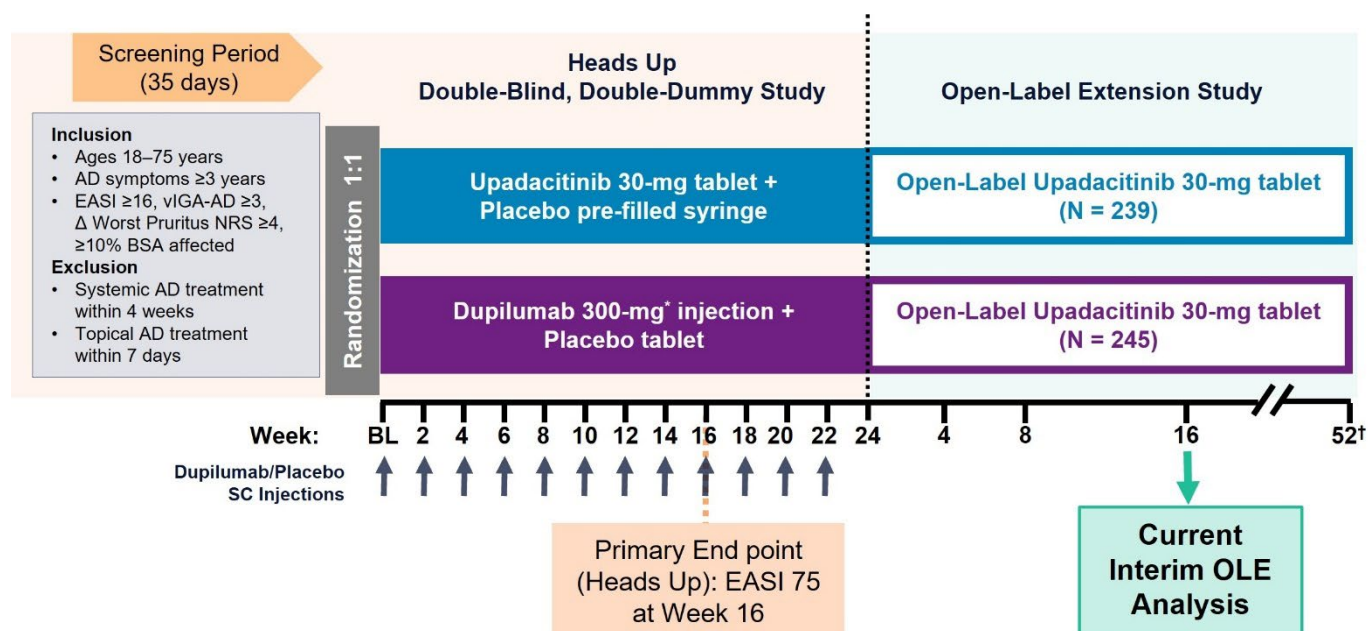 Screening Period
(35 days)
Heads Up
Double-Blind, Double-Dummy Study
Open-Label Extension Study
Inclusion
• Ages 18–75 years
• AD symptoms ≥3 years
• EASI ≥16, vIGA-AD ≥3,
Δ Worst Pruritus NRS ≥4,
≥10% BSA affected
Exclusion
• Systemic AD treatment
within 4 weeks
• Topical AD treatment
within 7 days
Randomization 1:1
Upadacitinib 30-mg tablet +
Placebo pre-filled syringe
Open-Label Upadacitinib 30-mg tablet
(N = 239)
Dupilumab 300-mg* injection +
Placebo tablet
Open-Label Upadacitinib 30-mg tablet
(N = 245)
Week: BL 2 4 6 8 10 12 14 16 18 20 22 24 4 8 16 52†
Dupilumab/Placebo
SC Injections
Primary End point
(Heads Up): EASI 75
at Week 16
Current
Interim OLE
Analysis